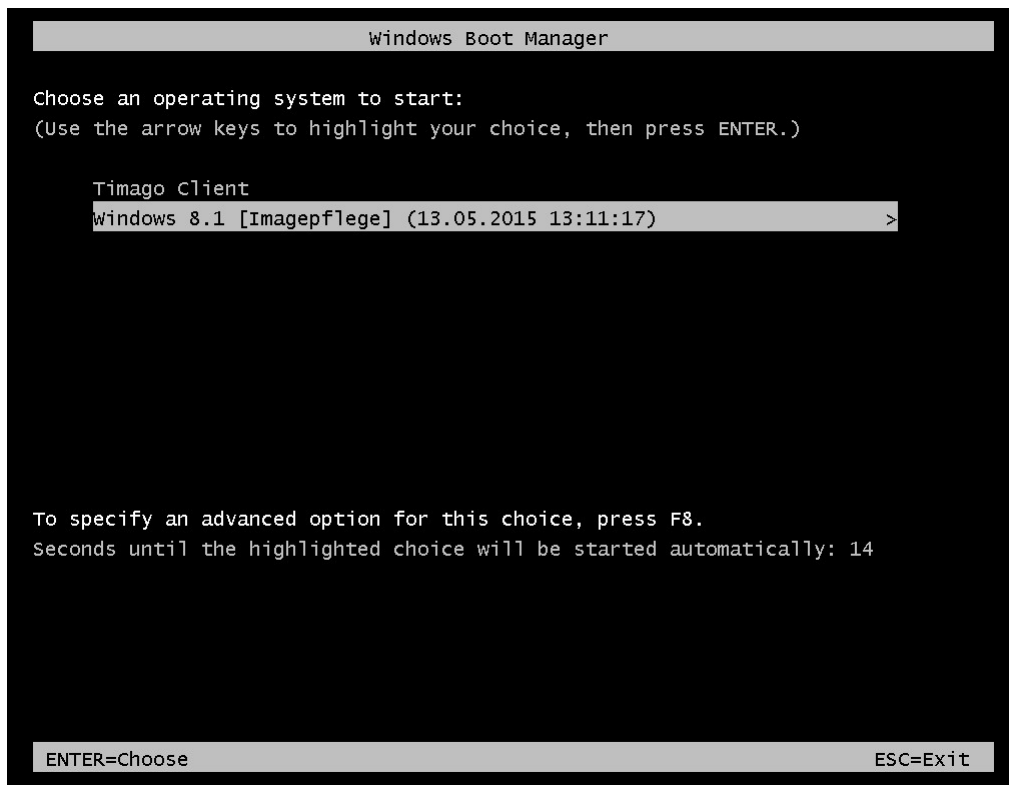 Windows Boot Manager
Choose an operating system to start:
(Use the arrow keys to highlight your choice, then press ENTER.)
Timago Client
Windows 8.1 [Imagepflege] (13.05.2015 13:11:17) >
To specify an advanced option for this choice, press F8.
Seconds until the highlighted choice will be started automatically: 14
ENTER=Choose ESC=Exit